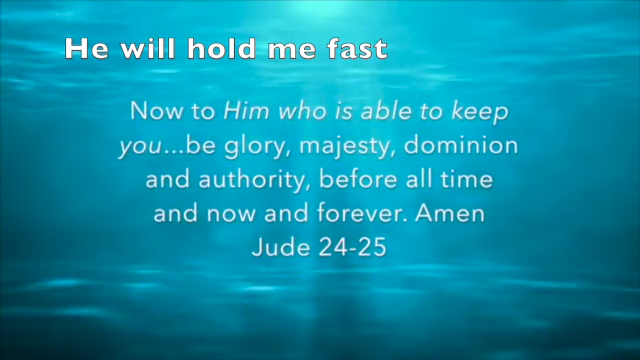 He will hold me fast
Now to Him who is able to keep
you...be glory, majesty, dominion
and authority, before all time
and now and forever. Amen
Jude 24-25